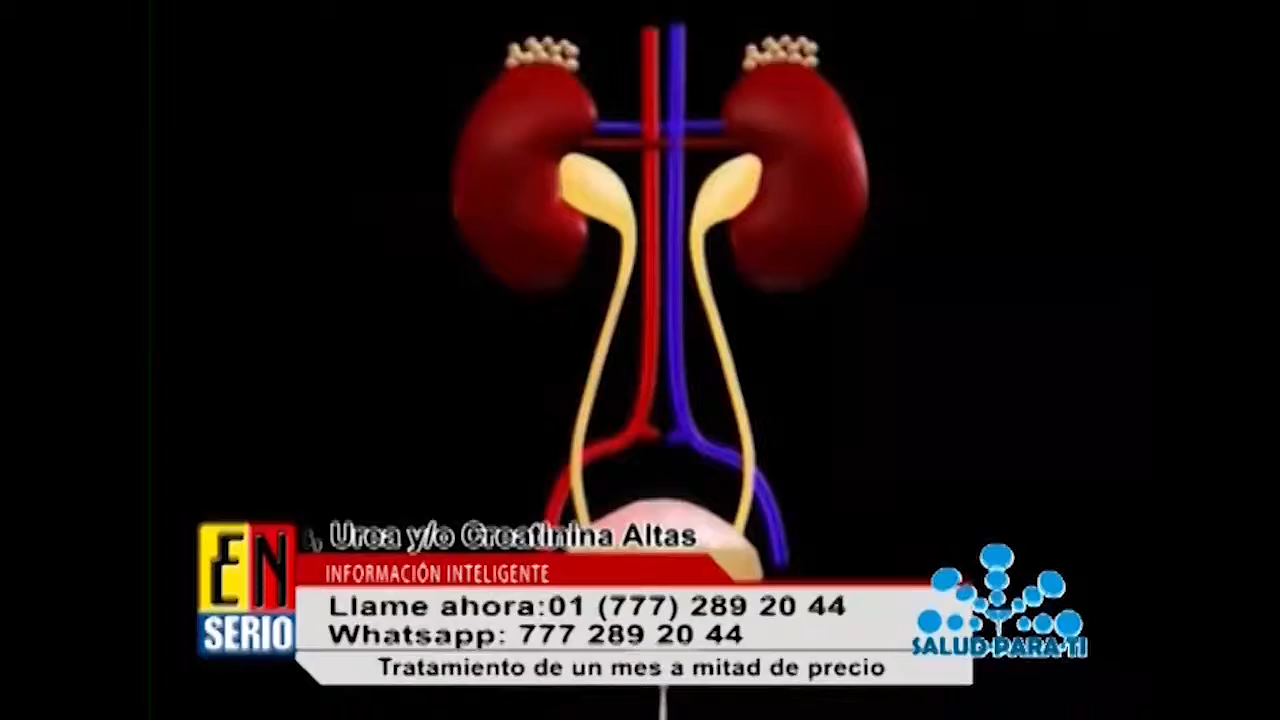 , Urea y/o Creatinina Altas
EN
SERIO
INFORMACIÓN INTELIGENTE
Llame ahora:01 (777) 289 20 44
Whatsapp: 777 289 20 44
Tratamiento de un mes a mitad de precio
SALUD·PARA·TI